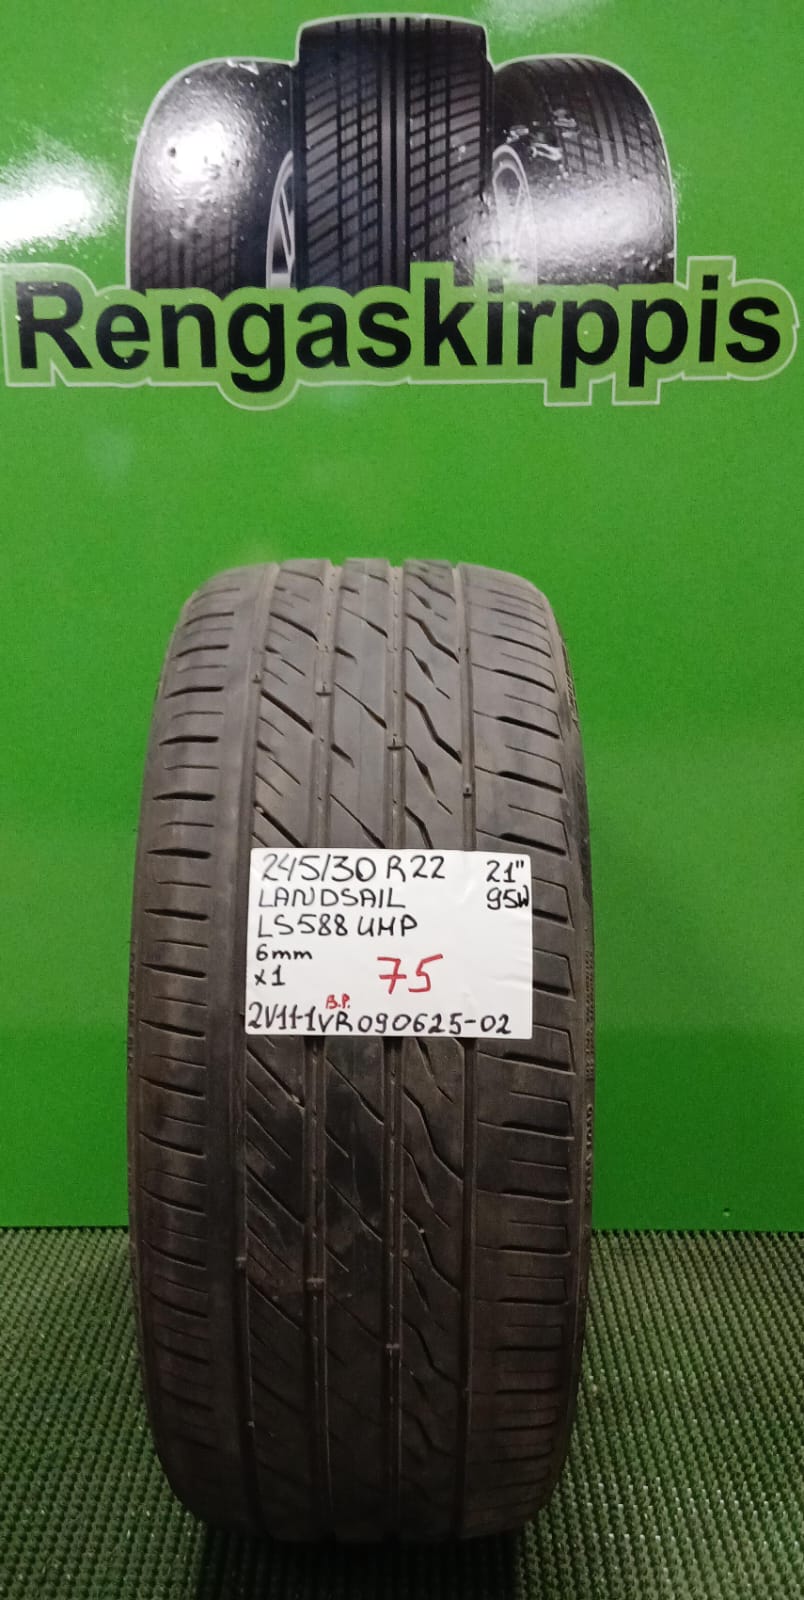 Rengaskirppis
245/30 R22 21"
LANDSAIL 95W
LS588 UHP
6mm
x1 75
B.P.
2V11-1VR090625-02